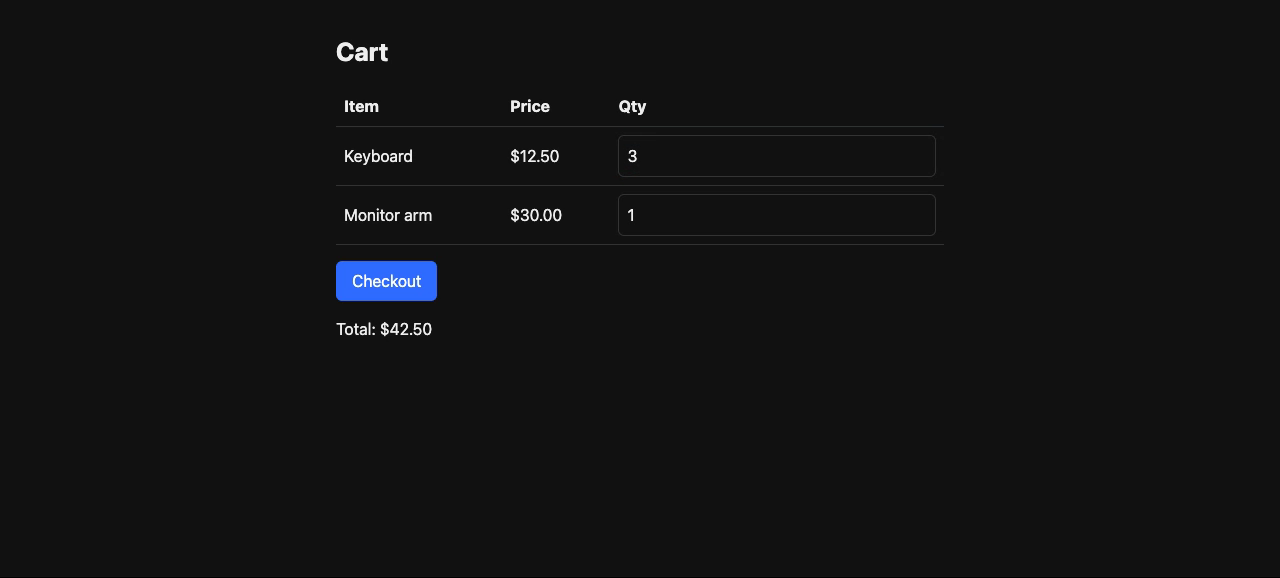 Cart
Item Price Qty
Keyboard $12.50 3
Monitor arm $30.00 1
Checkout
Total: $42.50